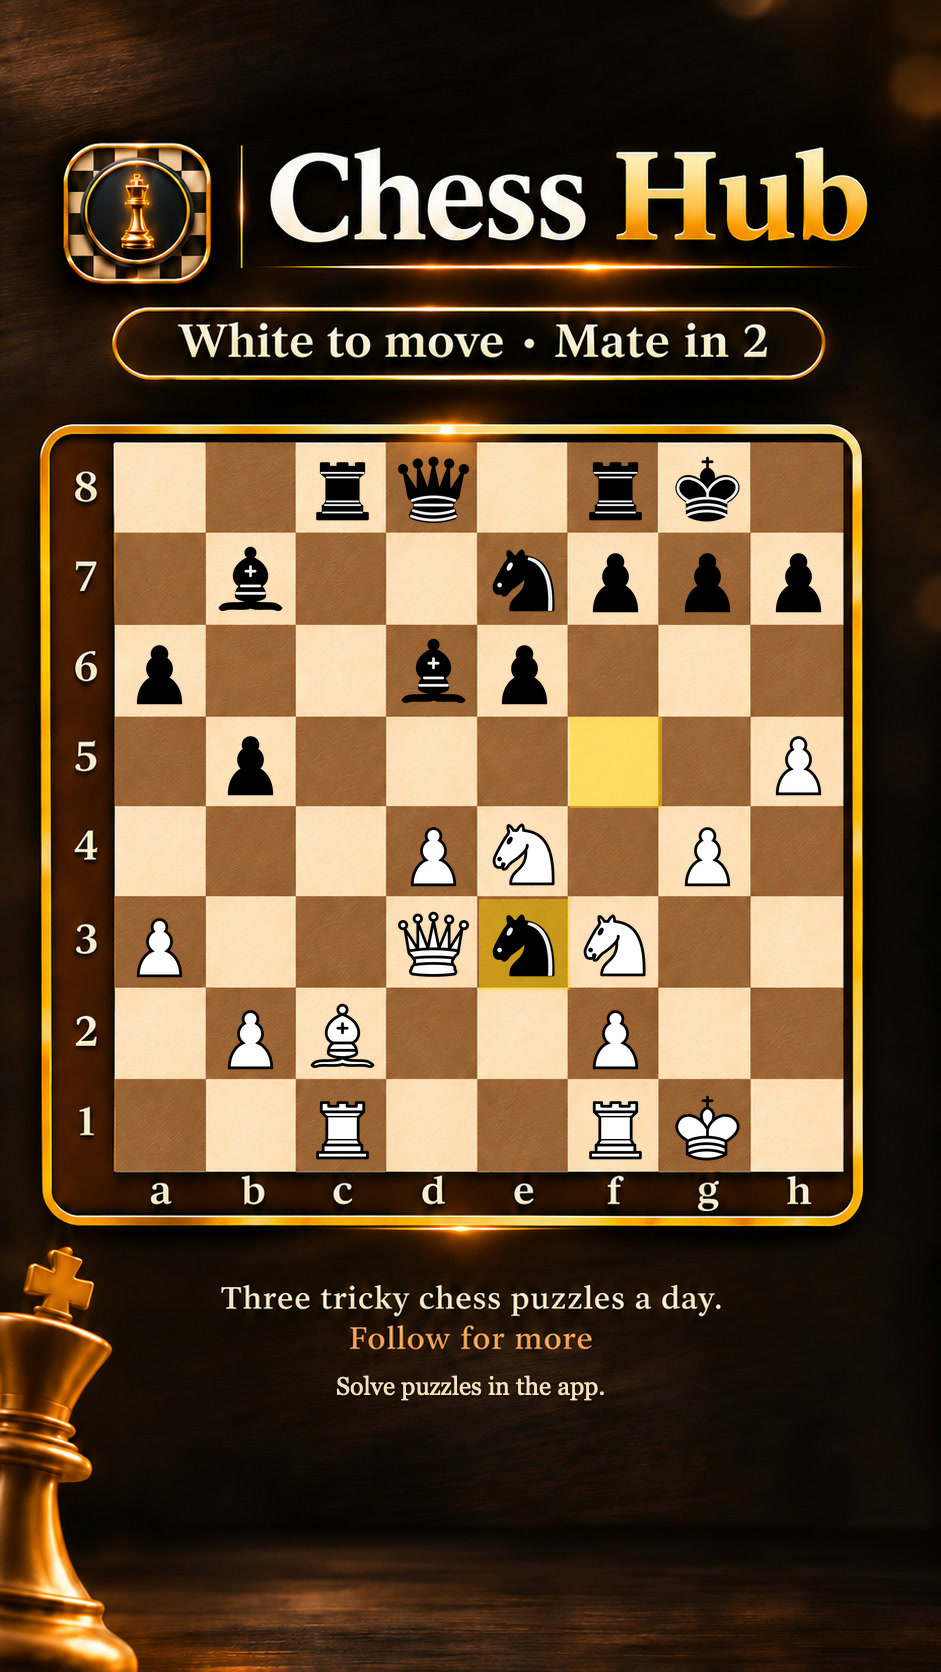 Chess Hub
White to move • Mate in 2
8
7
6
5
4
3
2
1
a b c d e f g h
Three tricky chess puzzles a day.
Follow for more
Solve puzzles in the app.